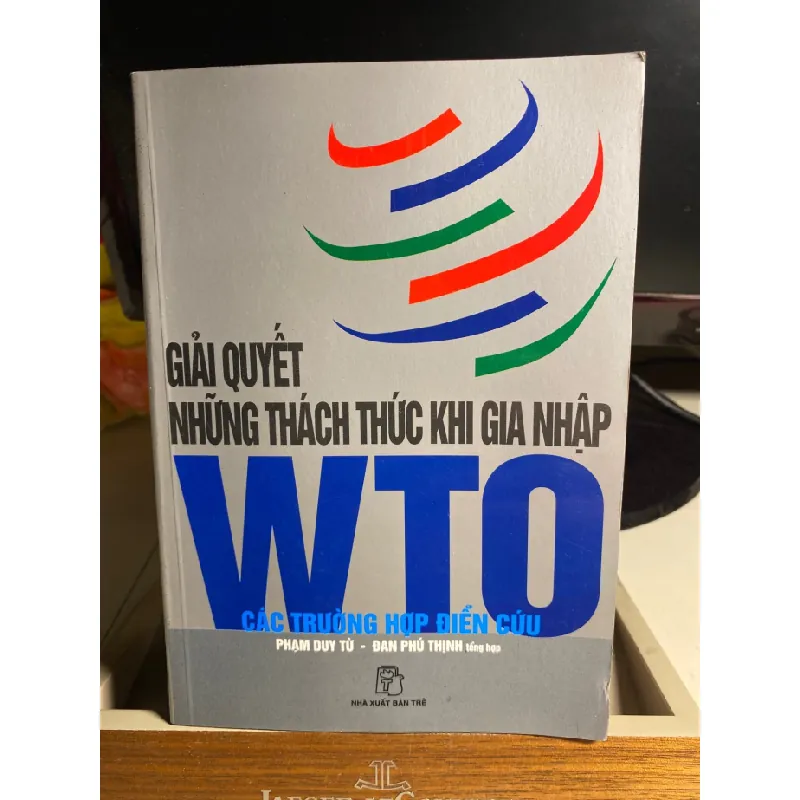 GIẢI QUYẾT
NHỮNG THÁCH THỨC KHI GIA NHẬP
WTO
CÁC TRƯỜNG HỢP ĐIỂN CỨU
PHẠM DUY TỪ - ĐAN PHÚ THỊNH tổng hợp
NHÀ XUẤT BẢN TRẺ